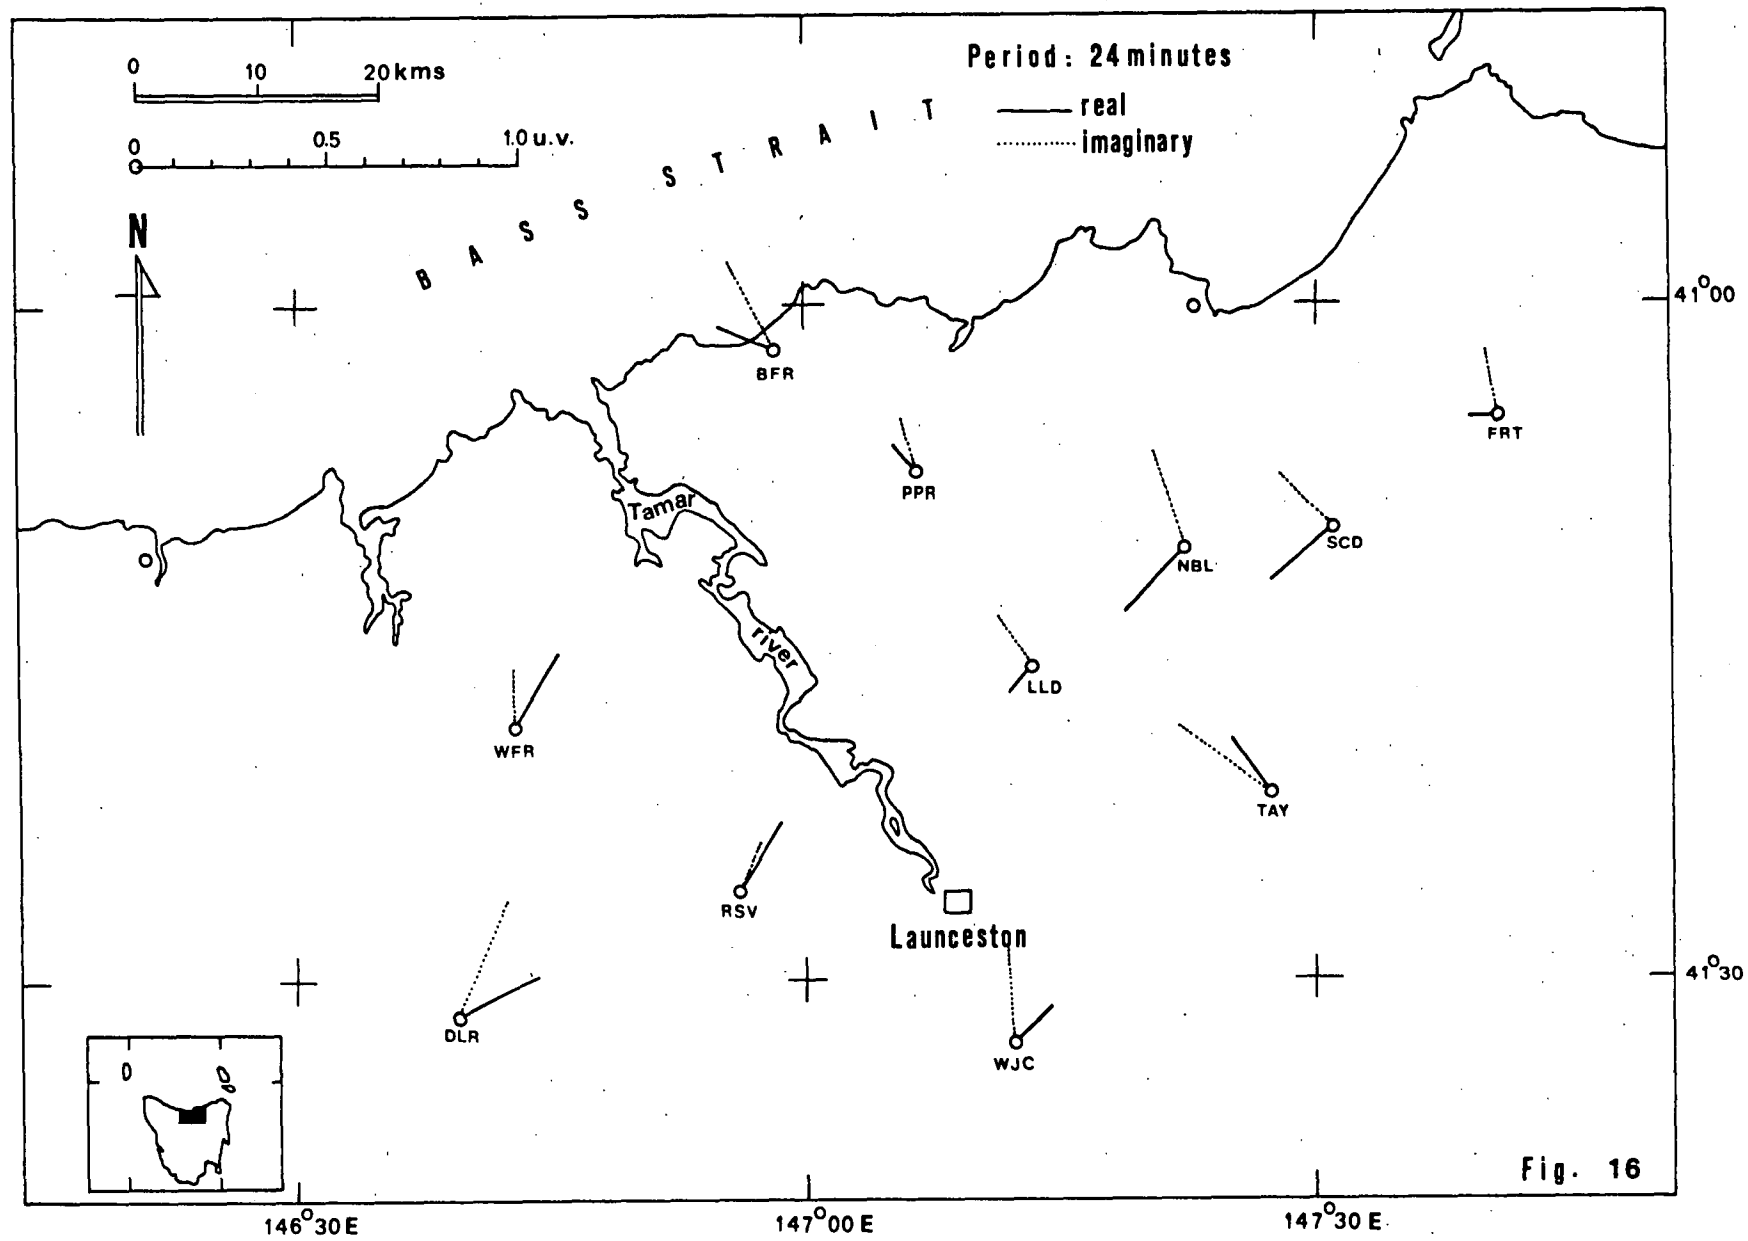 Period: 24 minutes
0 10 20 kms
real
0 0.5 1.0 u.v.
imaginary
BASS STRAIT
N
41°00
BFR
FRT
PPR
Tamar
SCD
NBL
river
LLD
WFR
TAY
RSV
Launceston
41°30
DLR
WJC
Fig. 16
146°30 E 147°00 E 147°30 E